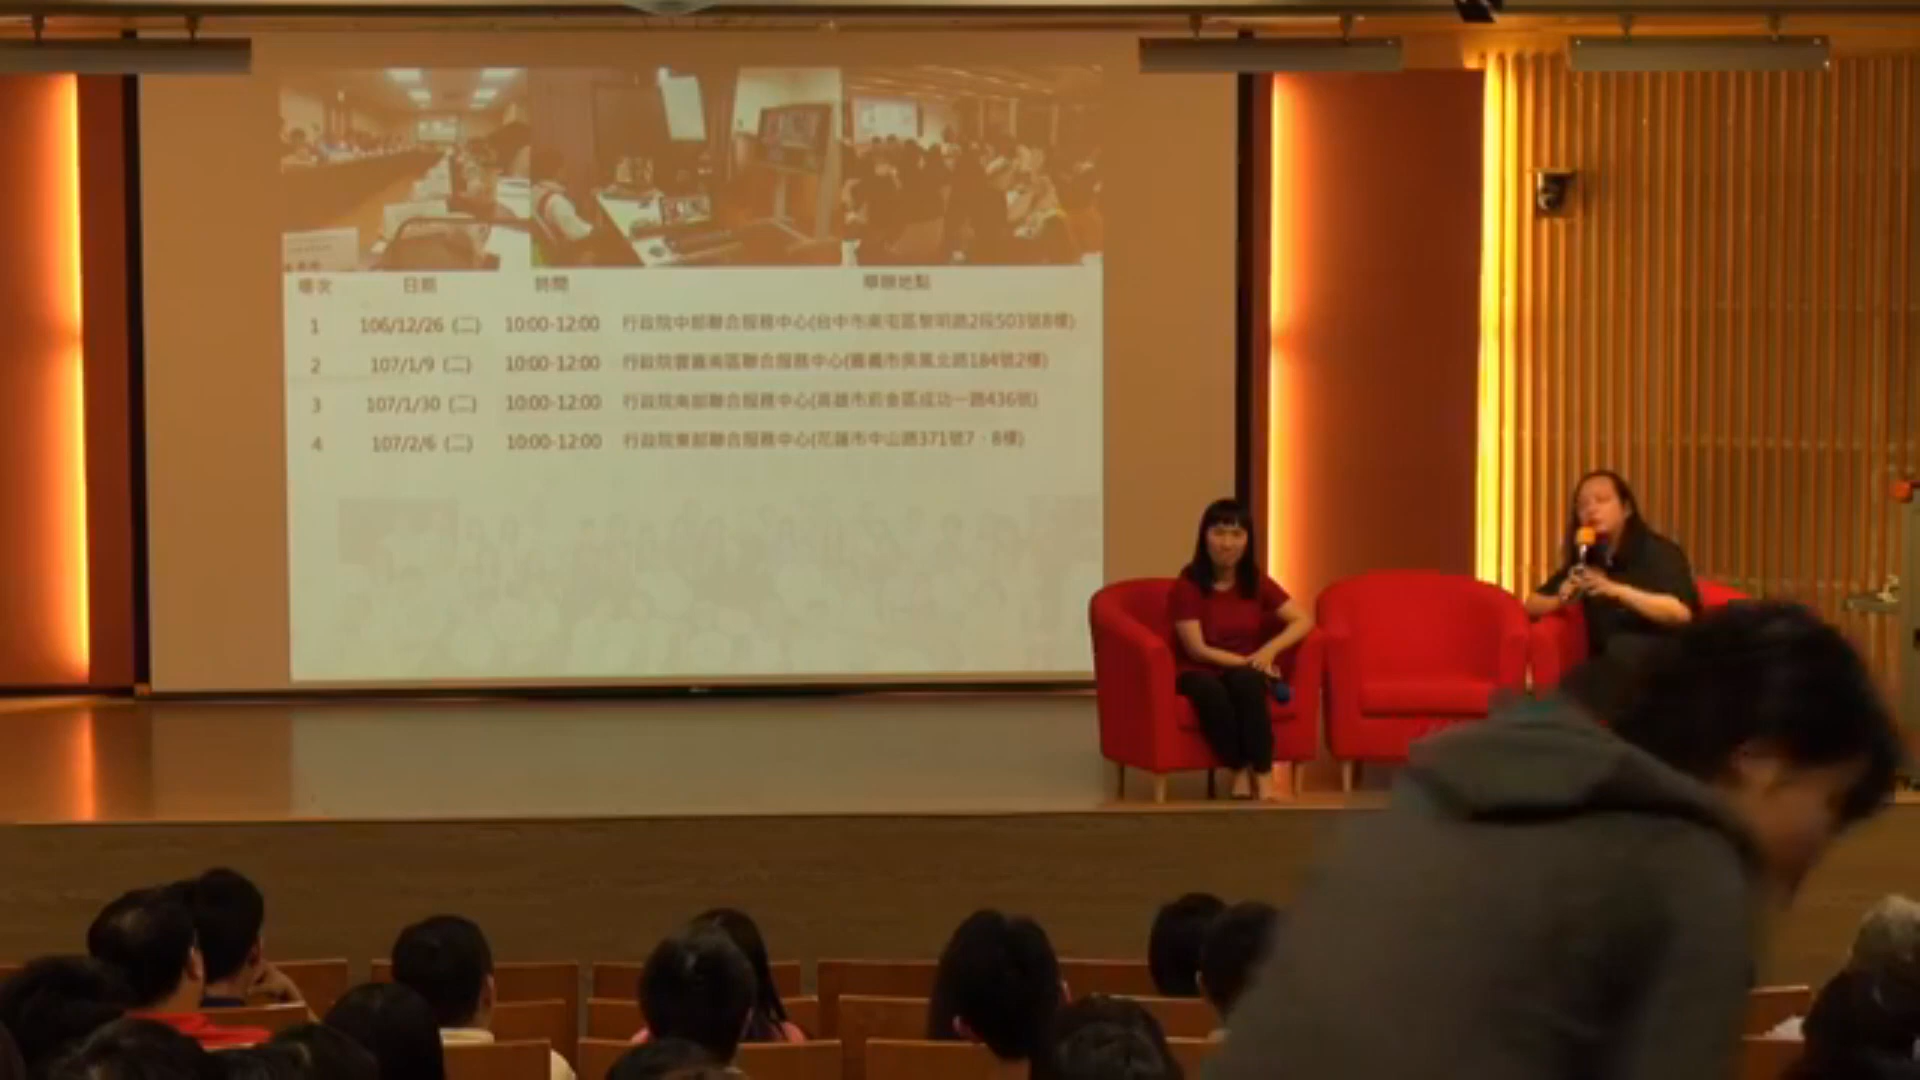 場次 日期 時間 舉辦地點
1 106/12/26 (二) 10:00-12:00 行政院中部聯合服務中心(台中市南屯區黎明路2段503號8樓)
2 107/1/9 (二) 10:00-12:00 行政院雲嘉南區聯合服務中心(嘉義市吳鳳北路184號2樓)
3 107/1/30 (二) 10:00-12:00 行政院南部聯合服務中心(高雄市前金區成功一路436號)
4 107/2/6 (二) 10:00-12:00 行政院東部聯合服務中心(花蓮市中山路371號7、8樓)